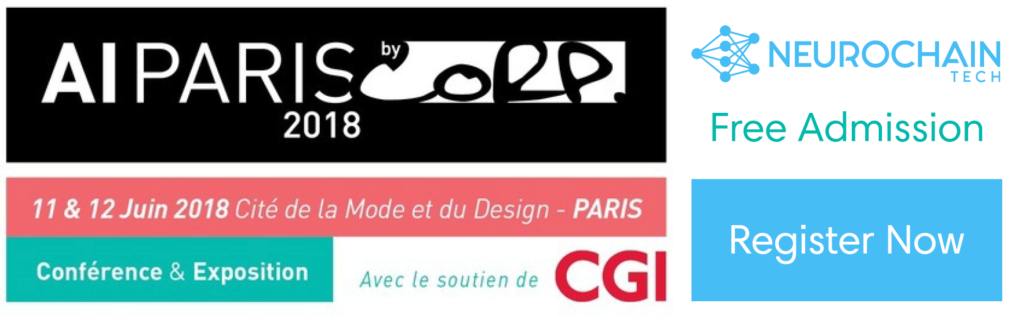 AI PARIS by CORP.
2018
11 & 12 Juin 2018 Cité de la Mode et du Design - PARIS
Conférence & Exposition
Avec le soutien de CGI
NEUROCHAIN
TECH
Free Admission
Register Now